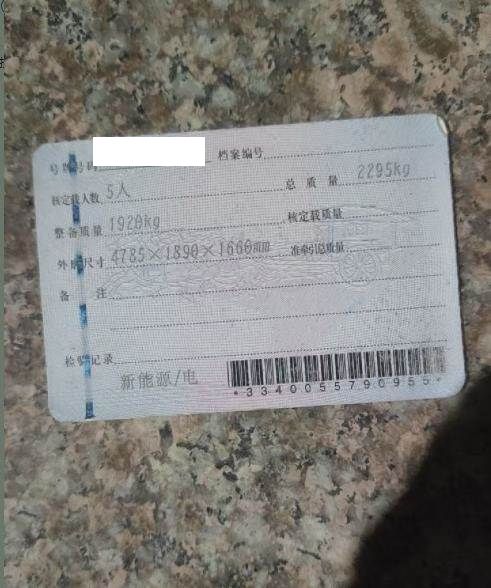 号牌号码 档案编号
核定载人数 5人 总质量 2295kg
整备质量 1920kg 核定载质量
外廓尺寸 4785×1890×1660mm 准牵引总质量
备注
检验记录
新能源/电
*3340055790955*